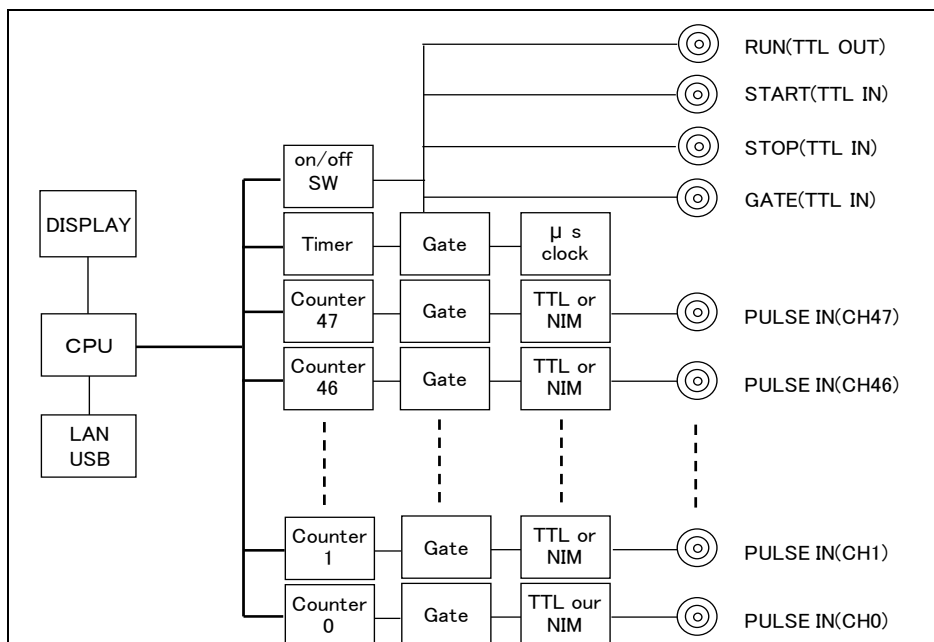 RUN(TTL OUT)
START(TTL IN)
on/off
SW
STOP(TTL IN)
GATE(TTL IN)
DISPLAY
Timer
Gate
μ s
clock
Counter
47
Gate
TTL or
NIM
PULSE IN(CH47)
CPU
Counter
46
Gate
TTL or
NIM
PULSE IN(CH46)
LAN
USB
Counter
1
Gate
TTL or
NIM
PULSE IN(CH1)
Counter
0
Gate
TTL our
NIM
PULSE IN(CH0)